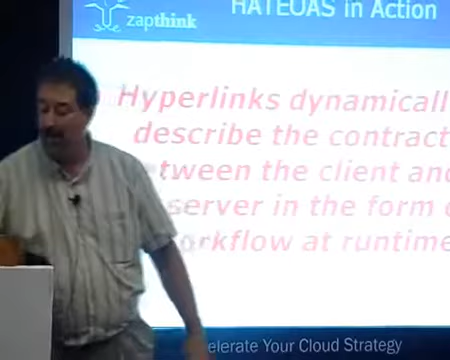 zapthink
HATEOAS in Action
Hyperlinks dynamicall
describe the contract
etween the client and
server in the form o
orkflow at runtime
elerate Your Cloud Strategy